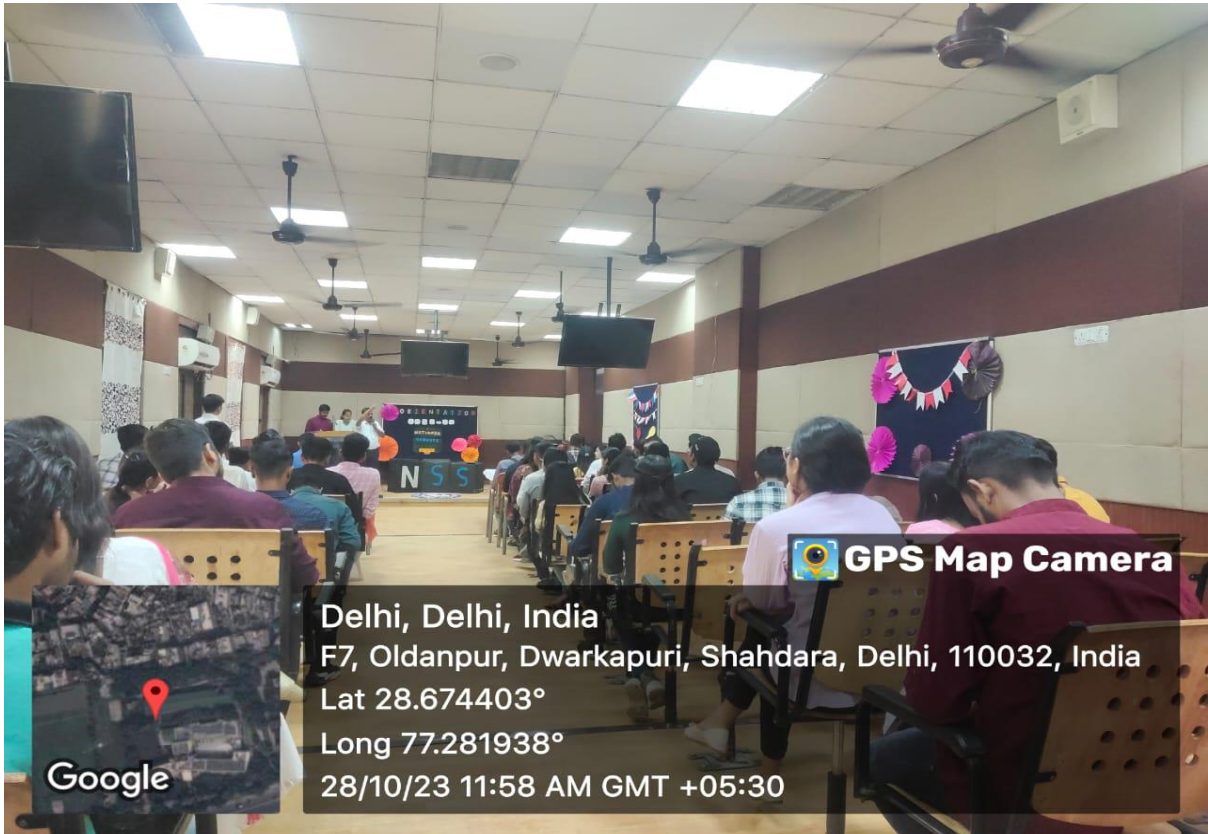 ORIENTATION
NSS
GPS Map Camera
Delhi, Delhi, India
F7, Oldanpur, Dwarkapuri, Shahdara, Delhi, 110032, India
Lat 28.674403°
Long 77.281938°
28/10/23 11:58 AM GMT +05:30
Google